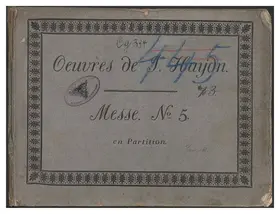 Oeuvres de J. Haydn.
Messe. No 5.
en Partition.